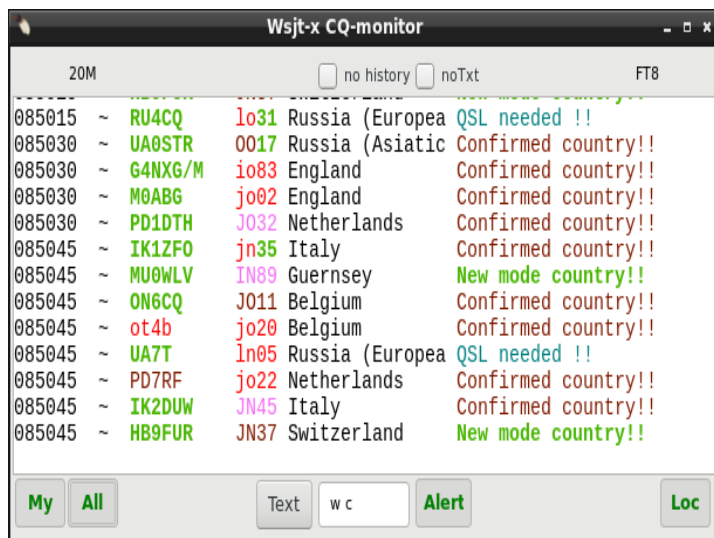 Wsjt-x CQ-monitor
20M no history noTxt FT8
085015 ~ RU4CQ lo31 Russia (Europea QSL needed !!
085030 ~ UA0STR OO17 Russia (Asiatic Confirmed country!!
085030 ~ G4NXG/M io83 England Confirmed country!!
085030 ~ M0ABG jo02 England Confirmed country!!
085030 ~ PD1DTH JO32 Netherlands Confirmed country!!
085045 ~ IK1ZFO jn35 Italy Confirmed country!!
085045 ~ MU0WLV IN89 Guernsey New mode country!!
085045 ~ ON6CQ JO11 Belgium Confirmed country!!
085045 ~ ot4b jo20 Belgium Confirmed country!!
085045 ~ UA7T ln05 Russia (Europea QSL needed !!
085045 ~ PD7RF jo22 Netherlands Confirmed country!!
085045 ~ IK2DUW JN45 Italy Confirmed country!!
085045 ~ HB9FUR JN37 Switzerland New mode country!!
My All Text w c Alert Loc